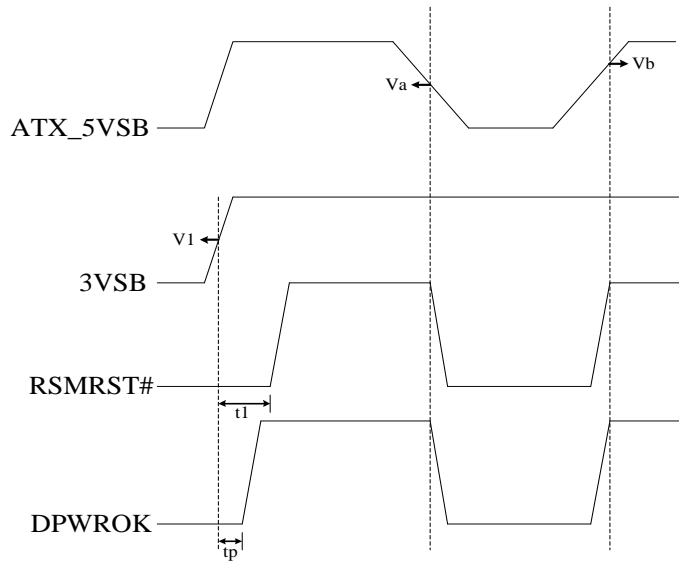 Va
Vb
ATX_5VSB
V1
3VSB
RSMRST#
t1
DPWROK
tp